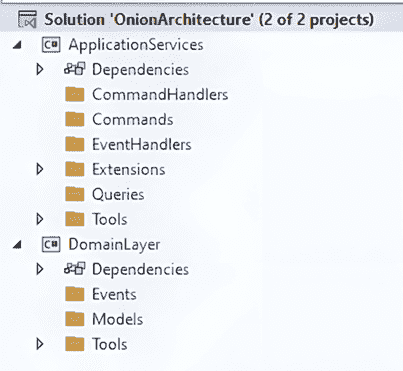 Solution 'OnionArchitecture' (2 of 2 projects)
C# ApplicationServices
Dependencies
CommandHandlers
Commands
EventHandlers
Extensions
Queries
Tools
C# DomainLayer
Dependencies
Events
Models
Tools